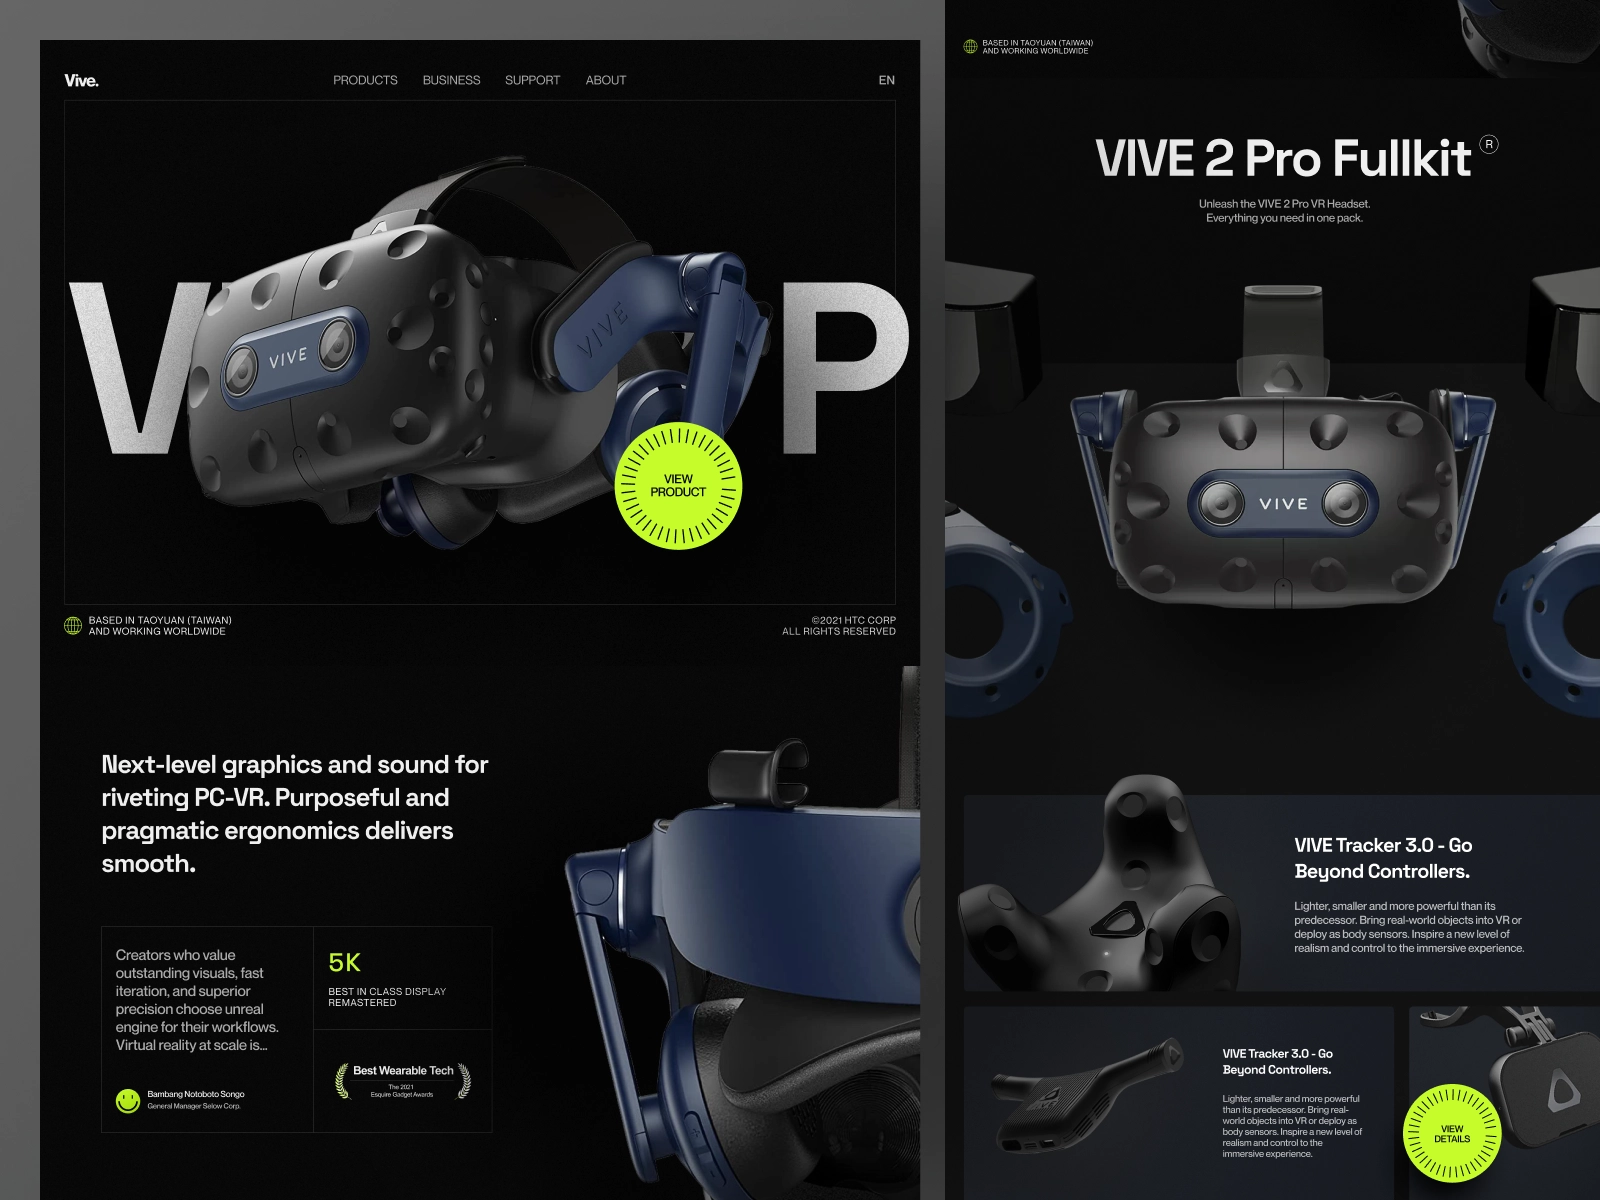 Vive.
PRODUCTS
BUSINESS
SUPPORT
ABOUT
EN
V
P
VIVE
VIVE
VIEW
PRODUCT
BASED IN TAOYUAN (TAIWAN)
AND WORKING WORLDWIDE
©2021 HTC CORP
ALL RIGHTS RESERVED
Next-level graphics and sound for
riveting PC-VR. Purposeful and
pragmatic ergonomics delivers
smooth.
Creators who value
outstanding visuals, fast
iteration, and superior
precision choose unreal
engine for their workflows.
Virtual reality at scale is...
Bambang Notoboto Songo
General Manager Selow Corp.
5K
BEST IN CLASS DISPLAY
REMASTERED
Best Wearable Tech
The 2021
Esquire Gadget Awards
BASED IN TAOYUAN (TAIWAN)
AND WORKING WORLDWIDE
VIVE 2 Pro Fullkit
R
Unleash the VIVE 2 Pro VR Headset.
Everything you need in one pack.
VIVE
VIVE Tracker 3.0 - Go
Beyond Controllers.
Lighter, smaller and more powerful than its
predecessor. Bring real-world objects into VR or
deploy as body sensors. Inspire a new level of
realism and control to the immersive experience.
VIVE Tracker 3.0 - Go
Beyond Controllers.
Lighter, smaller and more powerful
than its predecessor. Bring real-
world objects into VR or deploy as
body sensors. Inspire a new level of
realism and control to the
immersive experience.
VIEW
DETAILS